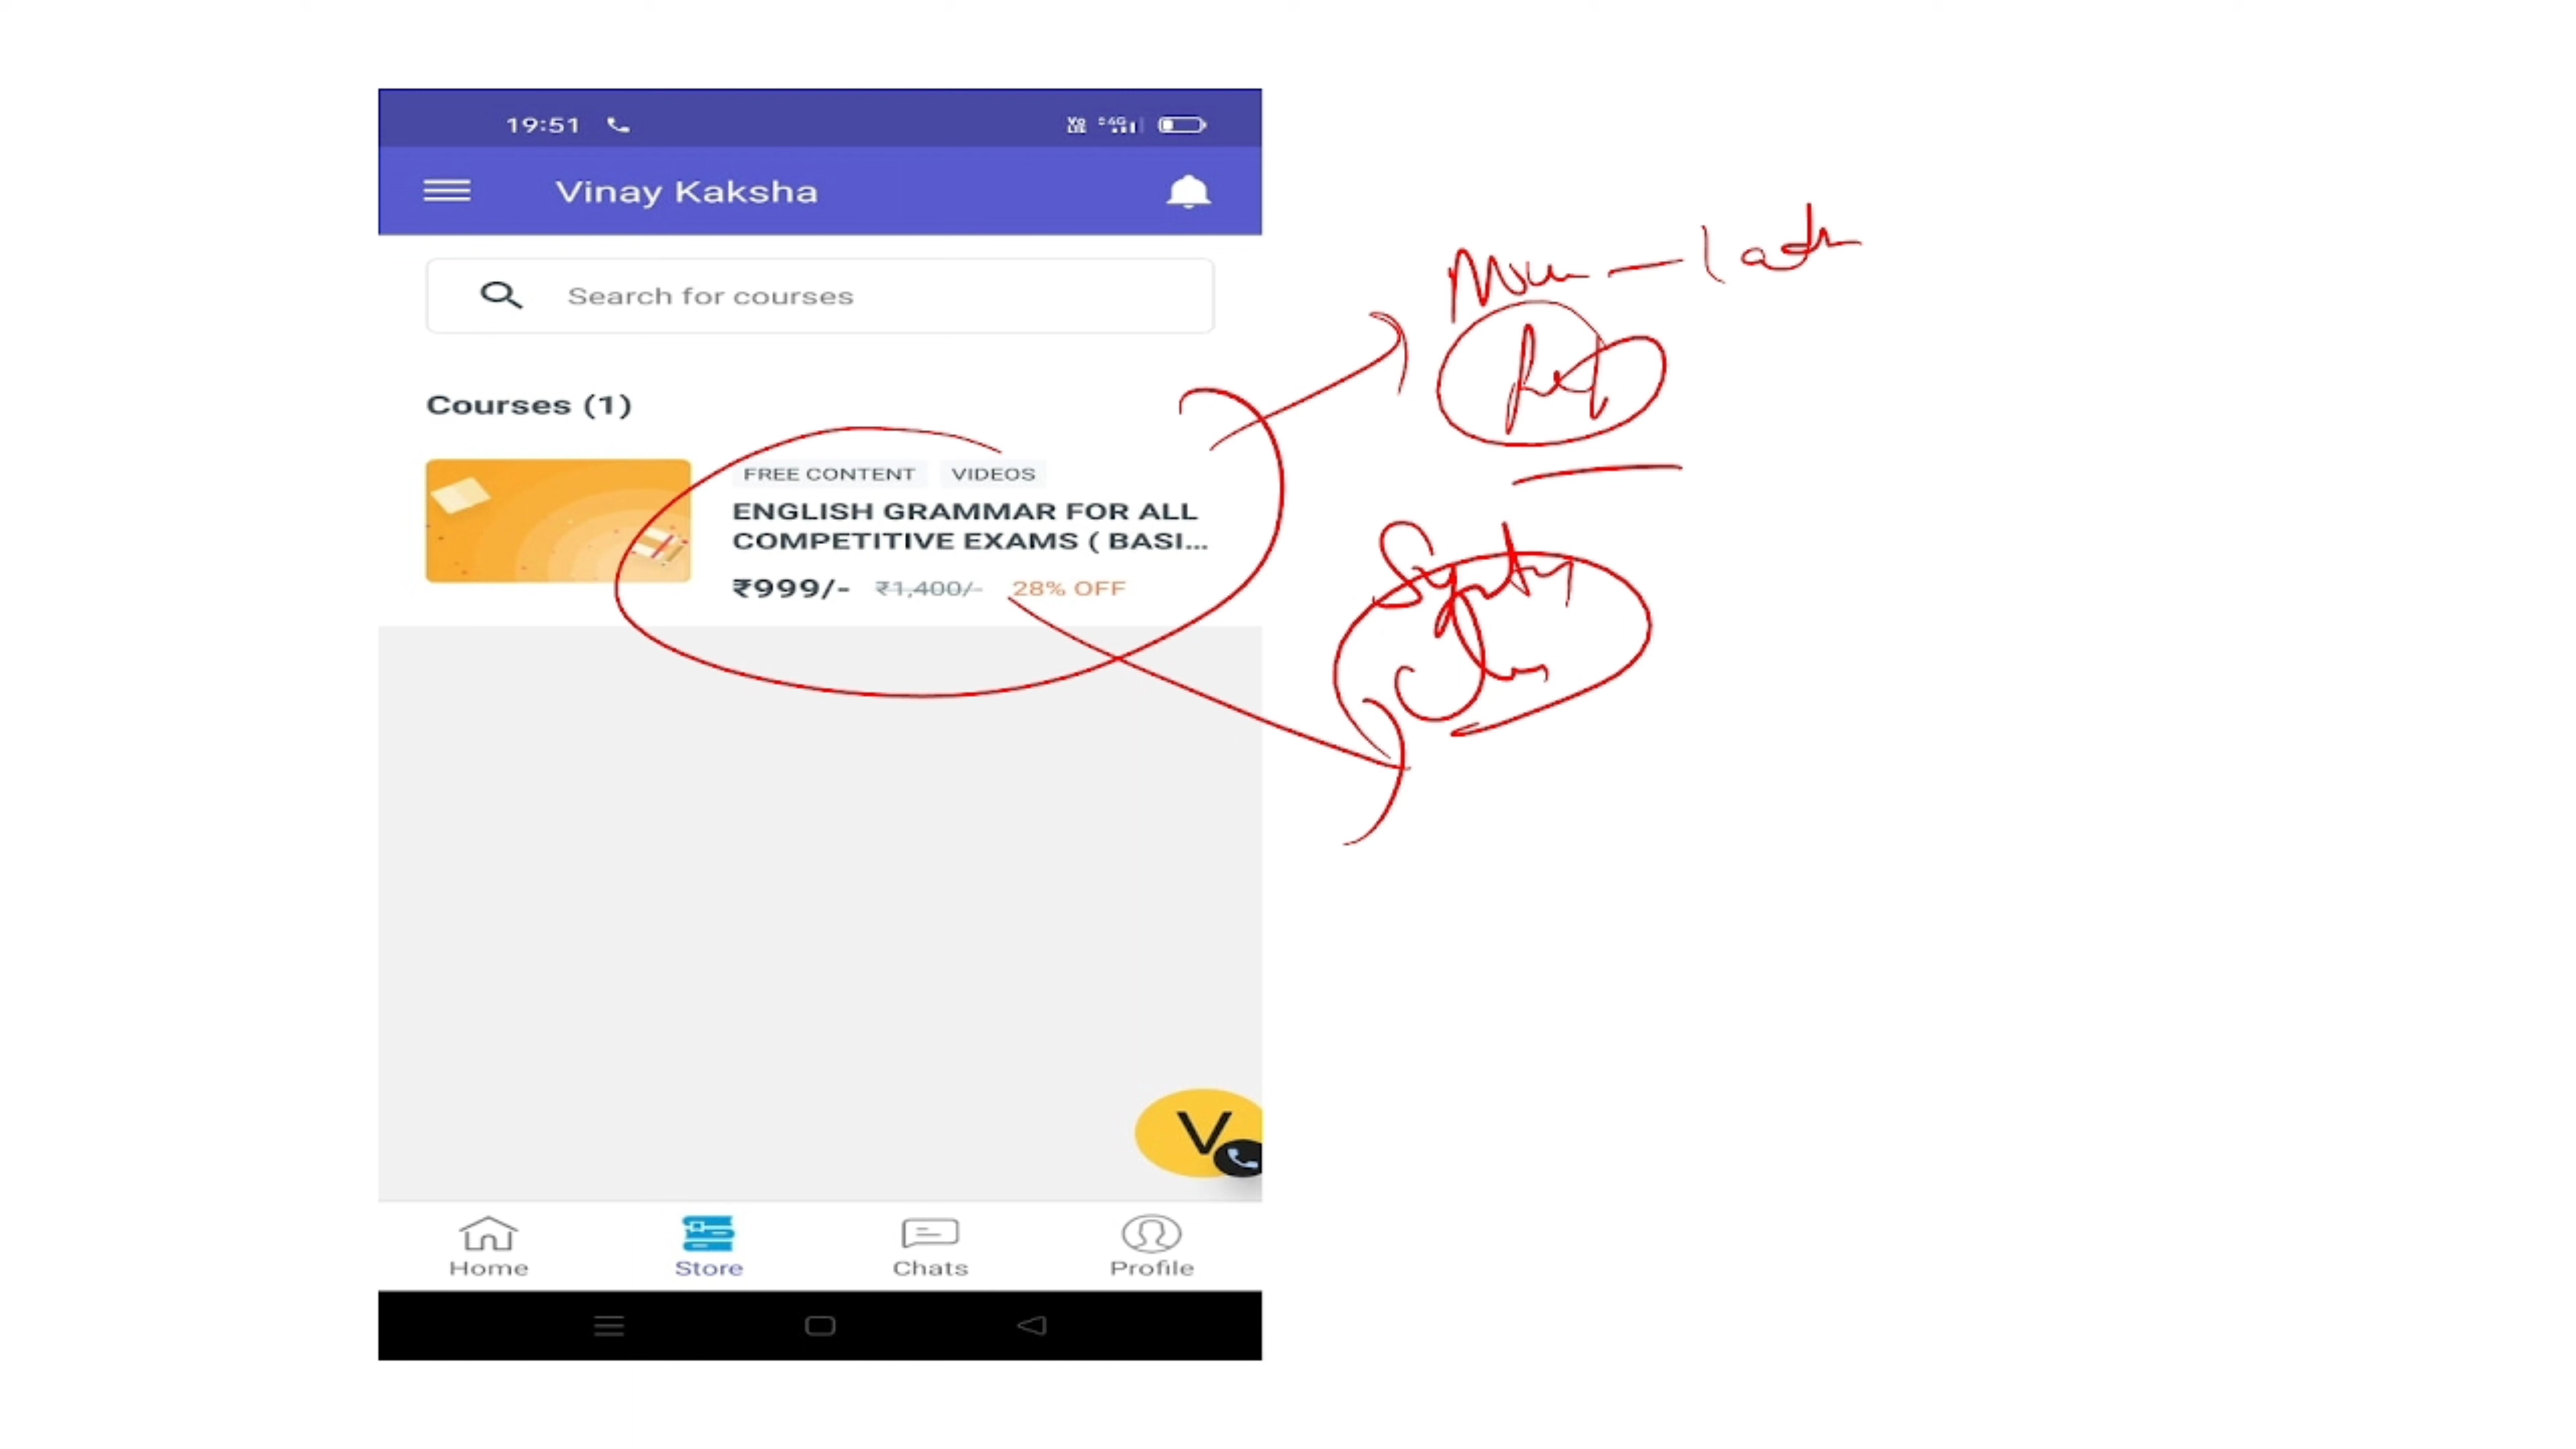 19:51
Vinay Kaksha
Search for courses
Courses (1)
FREE CONTENT VIDEOS
ENGLISH GRAMMAR FOR ALL
COMPETITIVE EXAMS ( BASI...
₹999/- ₹1,400/- 28% OFF
V
Home Store Chats Profile